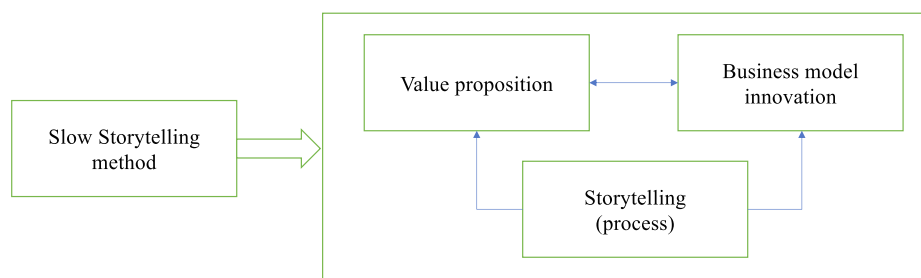 Slow Storytelling
method
Value proposition
Business model
innovation
Storytelling
(process)